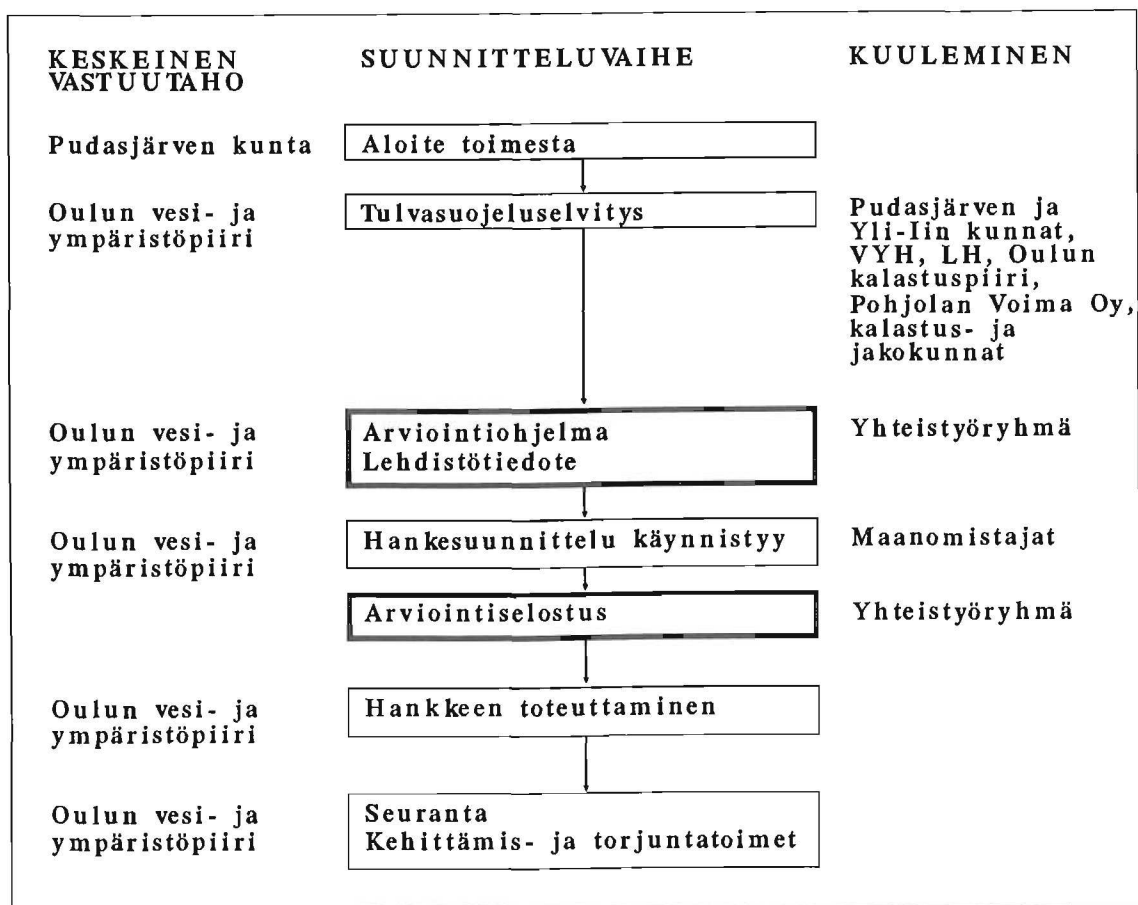 KESKEINEN
VASTUUTAHO
SUUNNITTELUVAIHE
KUULEMINEN
Pudasjärven kunta
Aloite toimesta
Oulun vesi- ja
ympäristöpiiri
Tulvasuojeluselvitys
Pudasjärven ja
Yli-Iin kunnat,
VYH, LH, Oulun
kalastuspiiri,
Pohjolan Voima Oy,
kalastus- ja
jakokunnat
Oulun vesi- ja
ympäristöpiiri
Arviointiohjelma
Lehdistötiedote
Yhteistyöryhmä
Oulun vesi- ja
ympäristöpiiri
Hankesuunnittelu käynnistyy
Maanomistajat
Arviointiselostus
Yhteistyöryhmä
Oulun vesi- ja
ympäristöpiiri
Hankkeen toteuttaminen
Oulun vesi- ja
ympäristöpiiri
Seuranta
Kehittämis- ja torjuntatoimet